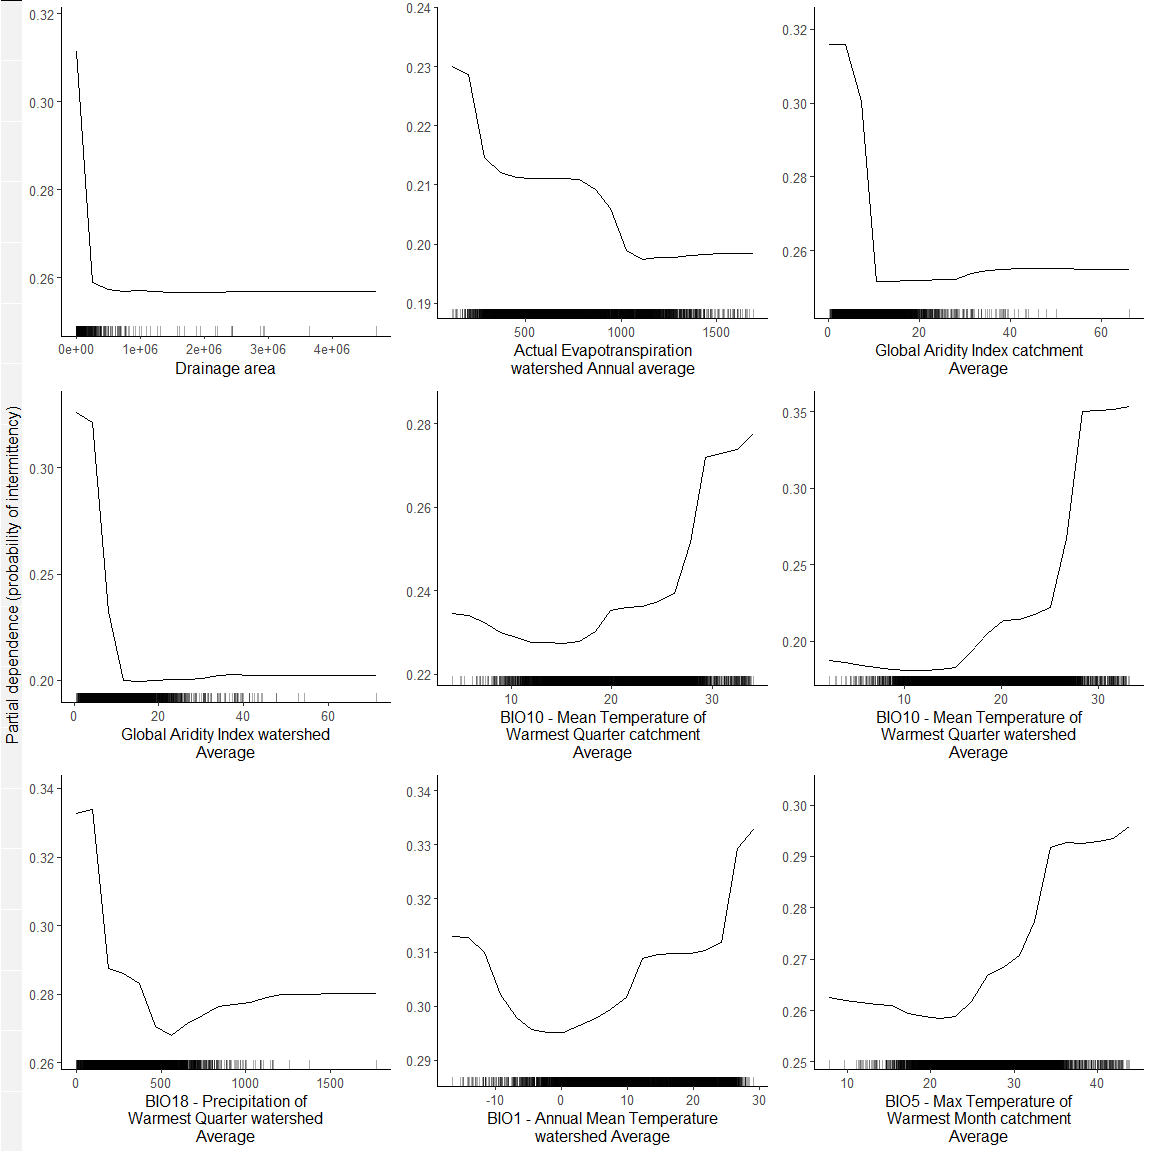 Partial dependence (probability of intermittency)
0.32
0.30
0.28
0.26
0e+00 1e+06 2e+06 3e+06 4e+06
Drainage area
0.24
0.23
0.22
0.21
0.20
0.19
500 1000 1500
Actual Evapotranspiration
watershed Annual average
0.32
0.30
0.28
0.26
0 20 40 60
Global Aridity Index catchment
Average
0.30
0.25
0.20
0 20 40 60
Global Aridity Index watershed
Average
0.28
0.26
0.24
0.22
10 20 30
BIO10 - Mean Temperature of
Warmest Quarter catchment
Average
0.35
0.30
0.25
0.20
10 20 30
BIO10 - Mean Temperature of
Warmest Quarter watershed
Average
0.34
0.32
0.30
0.28
0.26
0 500 1000 1500
BIO18 - Precipitation of
Warmest Quarter watershed
Average
0.34
0.33
0.32
0.31
0.30
0.29
-10 0 10 20 30
BIO1 - Annual Mean Temperature
watershed Average
0.30
0.29
0.28
0.27
0.26
0.25
10 20 30 40
BIO5 - Max Temperature of
Warmest Month catchment
Average